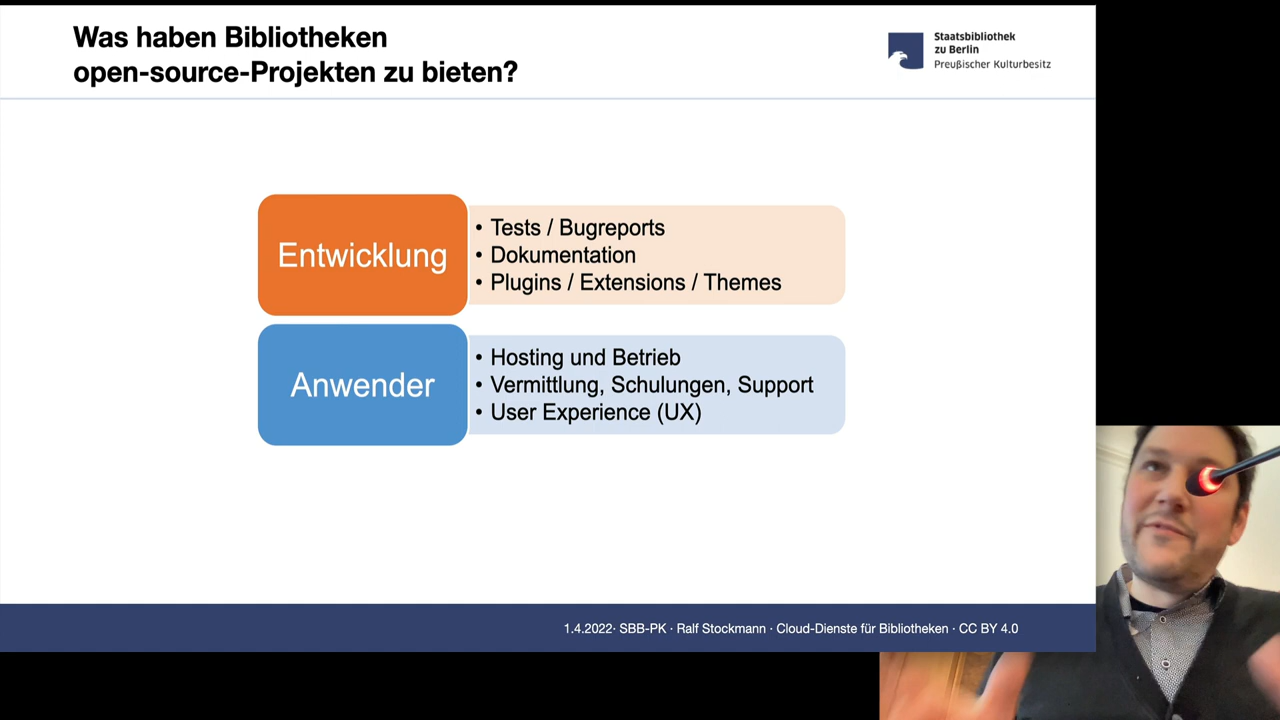 Was haben Bibliotheken
open-source-Projekten zu bieten?
Staatsbibliothek
zu Berlin
Preußischer Kulturbesitz
Entwicklung
• Tests / Bugreports
• Dokumentation
• Plugins / Extensions / Themes
Anwender
• Hosting und Betrieb
• Vermittlung, Schulungen, Support
• User Experience (UX)
1.4.2022· SBB-PK · Ralf Stockmann · Cloud-Dienste für Bibliotheken · CC BY 4.0